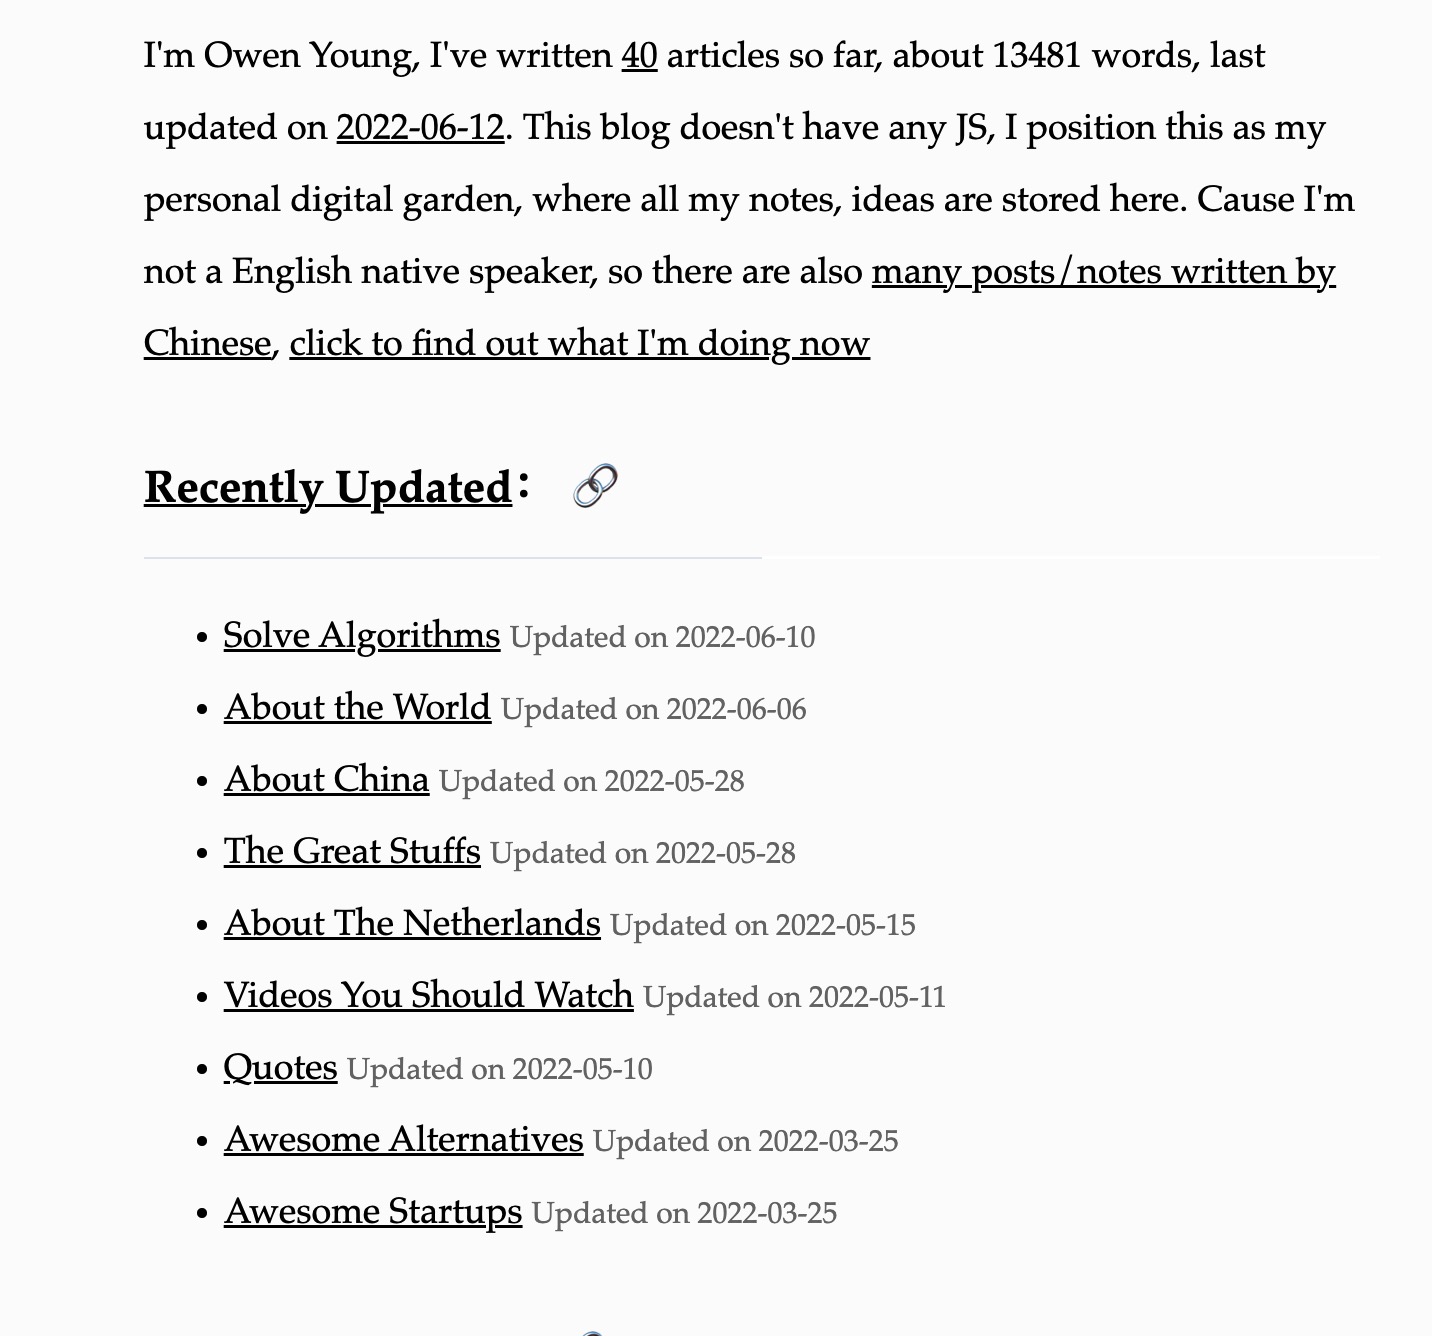 I'm Owen Young, I've written 40 articles so far, about 13481 words, last
updated on 2022-06-12. This blog doesn't have any JS, I position this as my
personal digital garden, where all my notes, ideas are stored here. Cause I'm
not a English native speaker, so there are also many posts/notes written by
Chinese, click to find out what I'm doing now
Recently Updated:
Solve Algorithms Updated on 2022-06-10
About the World Updated on 2022-06-06
About China Updated on 2022-05-28
The Great Stuffs Updated on 2022-05-28
About The Netherlands Updated on 2022-05-15
Videos You Should Watch Updated on 2022-05-11
Quotes Updated on 2022-05-10
Awesome Alternatives Updated on 2022-03-25
Awesome Startups Updated on 2022-03-25